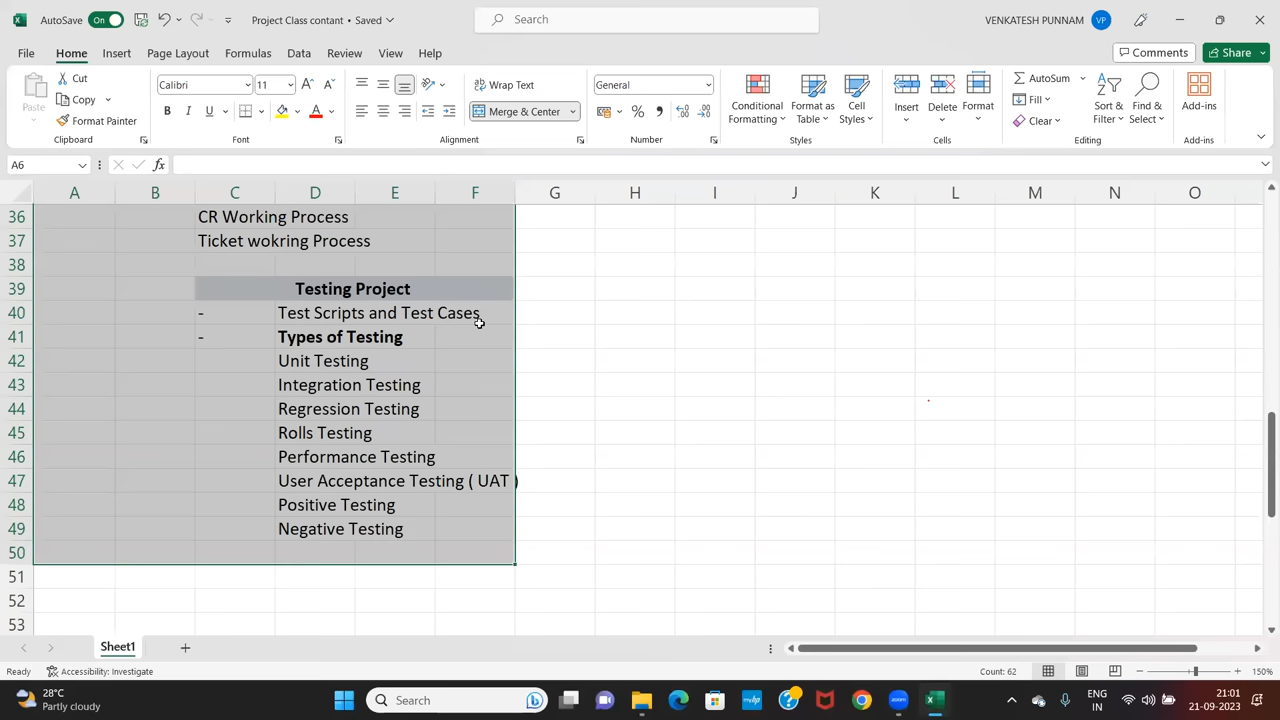 AutoSave On Project Class contant • Saved Search VENKATESH PUNNAM VP
File Home Insert Page Layout Formulas Data Review View Help Comments Share
Paste Cut Copy Format Painter Clipboard
Calibri 11 B I U A Font
Wrap Text Merge & Center Alignment
General % Number
Conditional Formatting Format as Table Cell Styles Styles
Insert Delete Format Cells
AutoSum Fill Clear Sort & Filter Find & Select Editing
Add-ins Add-ins
A6 fx
A B C D E F G H I J K L M N O
36 CR Working Process
37 Ticket wokring Process
38
39 Testing Project
40 - Test Scripts and Test Cases
41 - Types of Testing
42 Unit Testing
43 Integration Testing
44 Regression Testing
45 Rolls Testing
46 Performance Testing
47 User Acceptance Testing ( UAT )
48 Positive Testing
49 Negative Testing
50
51
52
53
Sheet1
Ready Accessibility: Investigate Count: 62 150%
28°C Partly cloudy Search ENG IN 21:01 21-09-2023